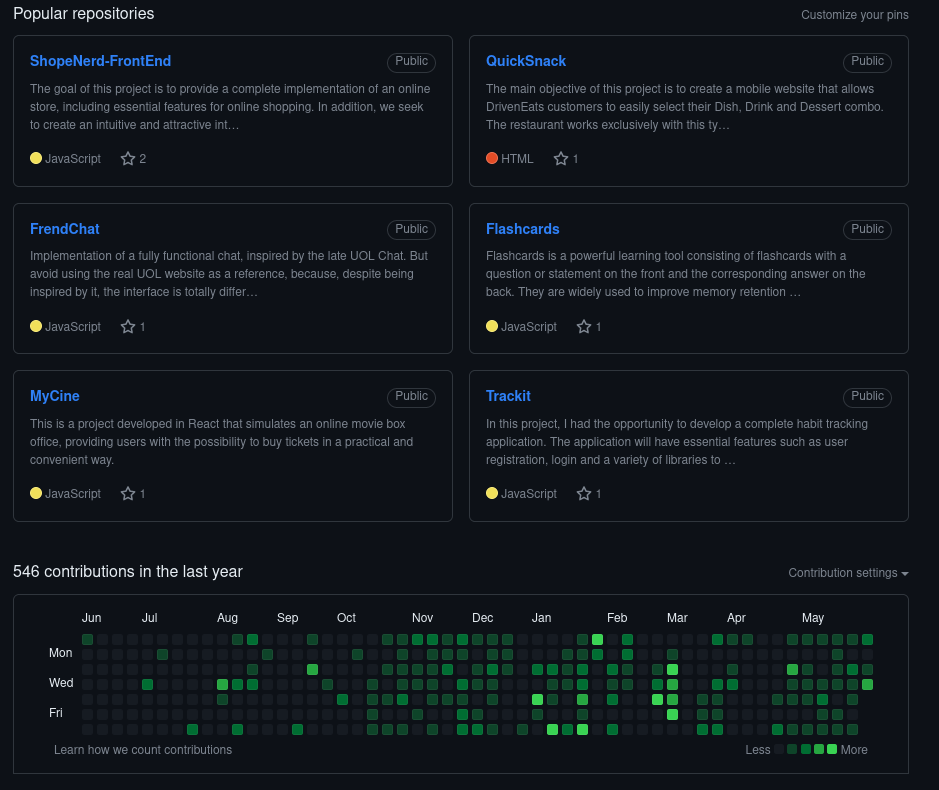 Popular repositories
Customize your pins
ShopeNerd-FrontEnd
Public
The goal of this project is to provide a complete implementation of an online
store, including essential features for online shopping. In addition, we seek
to create an intuitive and attractive int…
JavaScript
2
QuickSnack
Public
The main objective of this project is to create a mobile website that allows
DrivenEats customers to easily select their Dish, Drink and Dessert combo.
The restaurant works exclusively with this ty…
HTML
1
FrendChat
Public
Implementation of a fully functional chat, inspired by the late UOL Chat. But
avoid using the real UOL website as a reference, because, despite being
inspired by it, the interface is totally differ…
JavaScript
1
Flashcards
Public
Flashcards is a powerful learning tool consisting of flashcards with a
question or statement on the front and the corresponding answer on the
back. They are widely used to improve memory retention …
JavaScript
1
MyCine
Public
This is a project developed in React that simulates an online movie box
office, providing users with the possibility to buy tickets in a practical and
convenient way.
JavaScript
1
Trackit
Public
In this project, I had the opportunity to develop a complete habit tracking
application. The application will have essential features such as user
registration, login and a variety of libraries to …
JavaScript
1
546 contributions in the last year
Contribution settings
Jun Jul Aug Sep Oct Nov Dec Jan Feb Mar Apr May
Mon
Wed
Fri
Learn how we count contributions
Less More